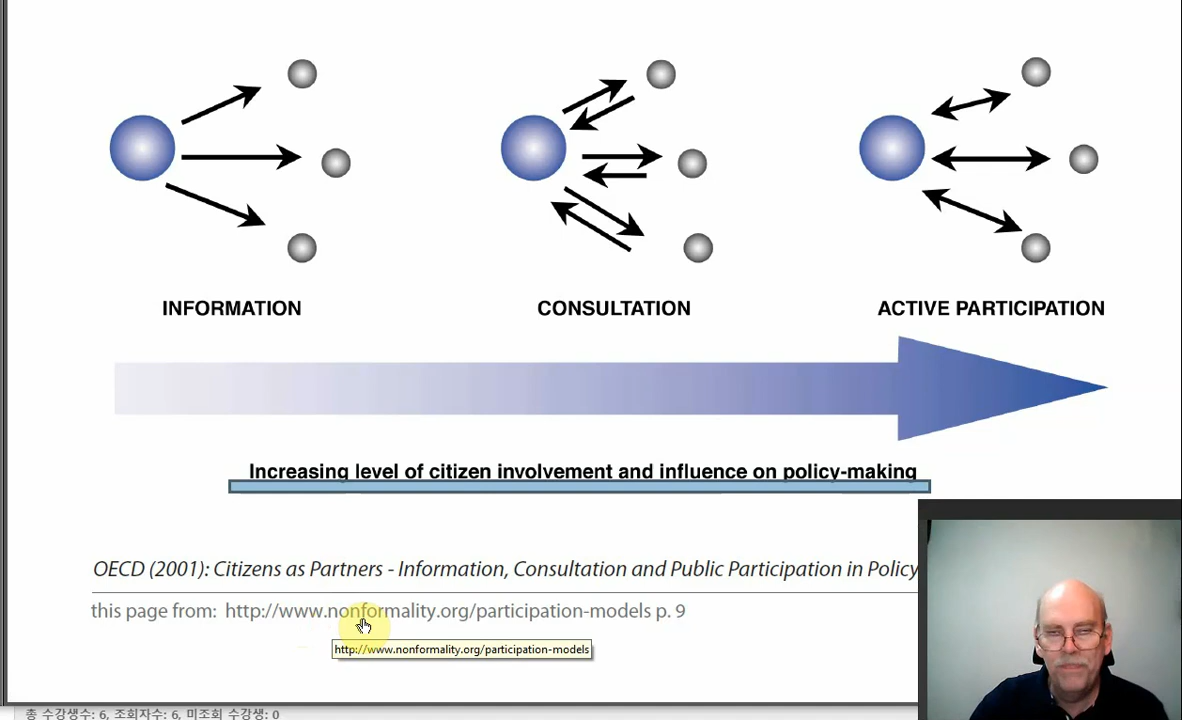 INFORMATION
CONSULTATION
ACTIVE PARTICIPATION
Increasing level of citizen involvement and influence on policy-making
OECD (2001): Citizens as Partners - Information, Consultation and Public Participation in Policy
this page from: http://www.nonformality.org/participation-models p. 9
http://www.nonformality.org/participation-models
총 수강생수: 6, 조회자수: 6, 미조회 수강생: 0